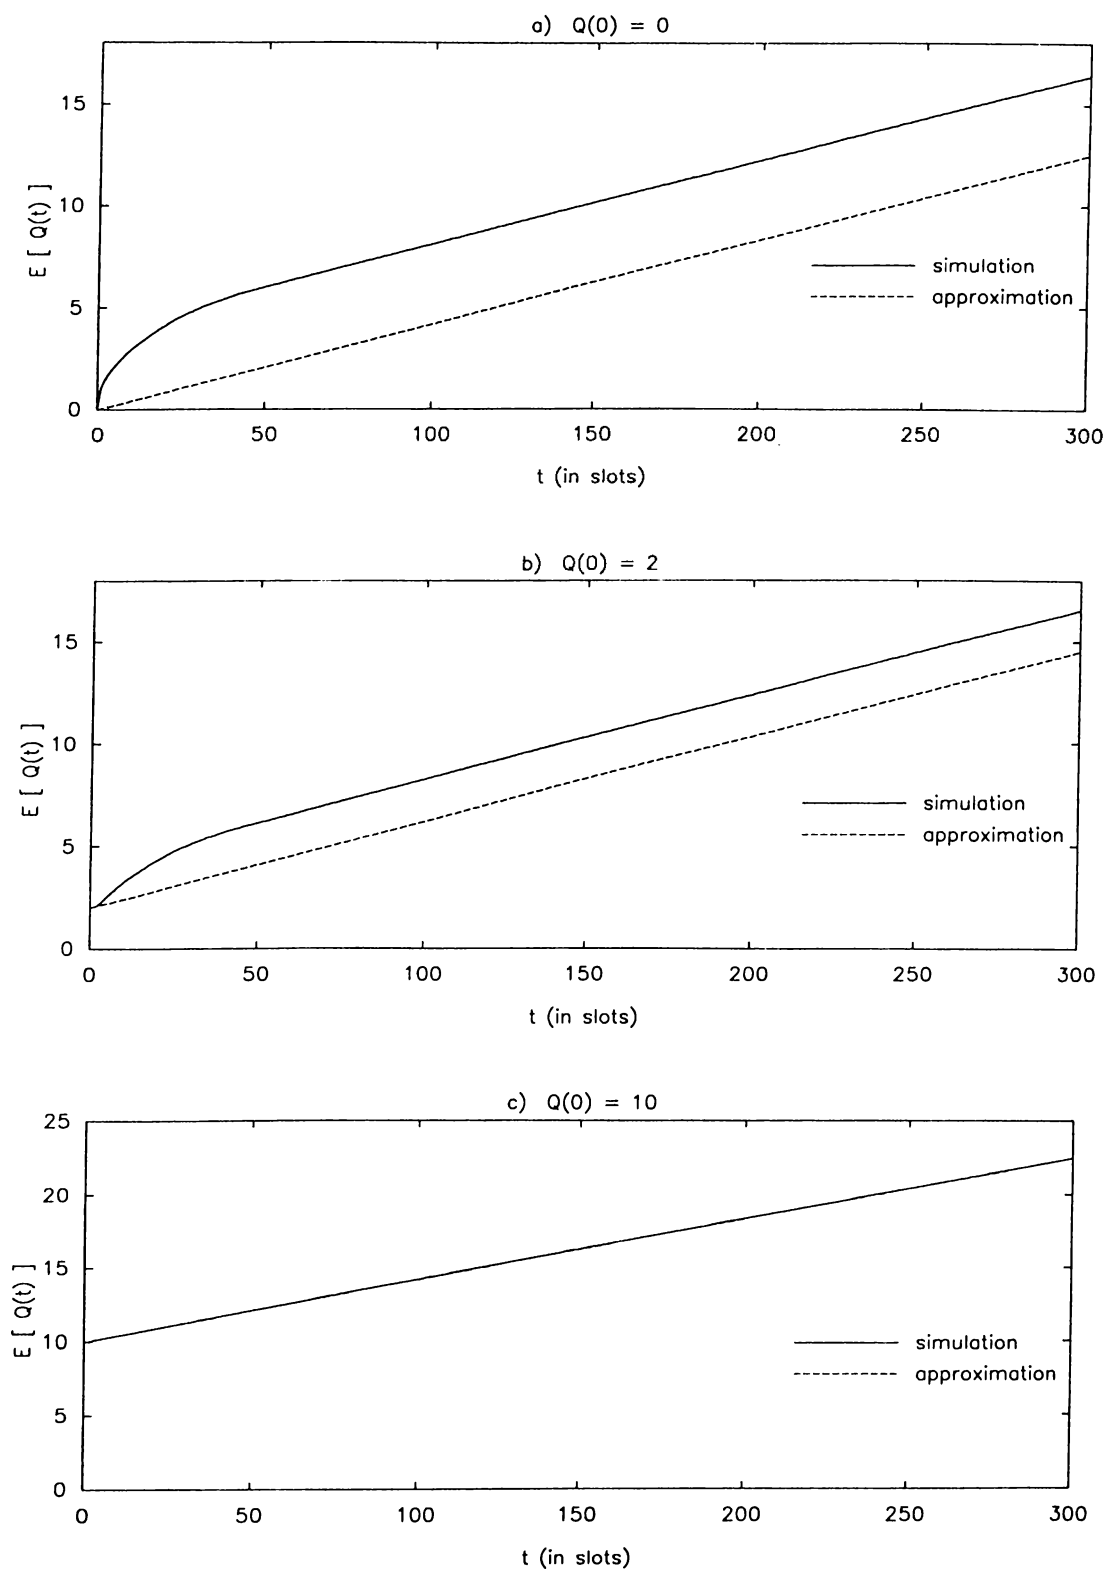 a) Q(0) = 0
15
10
5
0
E [ Q(t) ]
simulation
approximation
0 50 100 150 200 250 300
t (in slots)
b) Q(0) = 2
15
10
5
0
E [ Q(t) ]
simulation
approximation
0 50 100 150 200 250 300
t (in slots)
c) Q(0) = 10
25
20
15
10
5
0
E [ Q(t) ]
simulation
approximation
0 50 100 150 200 250 300
t (in slots)